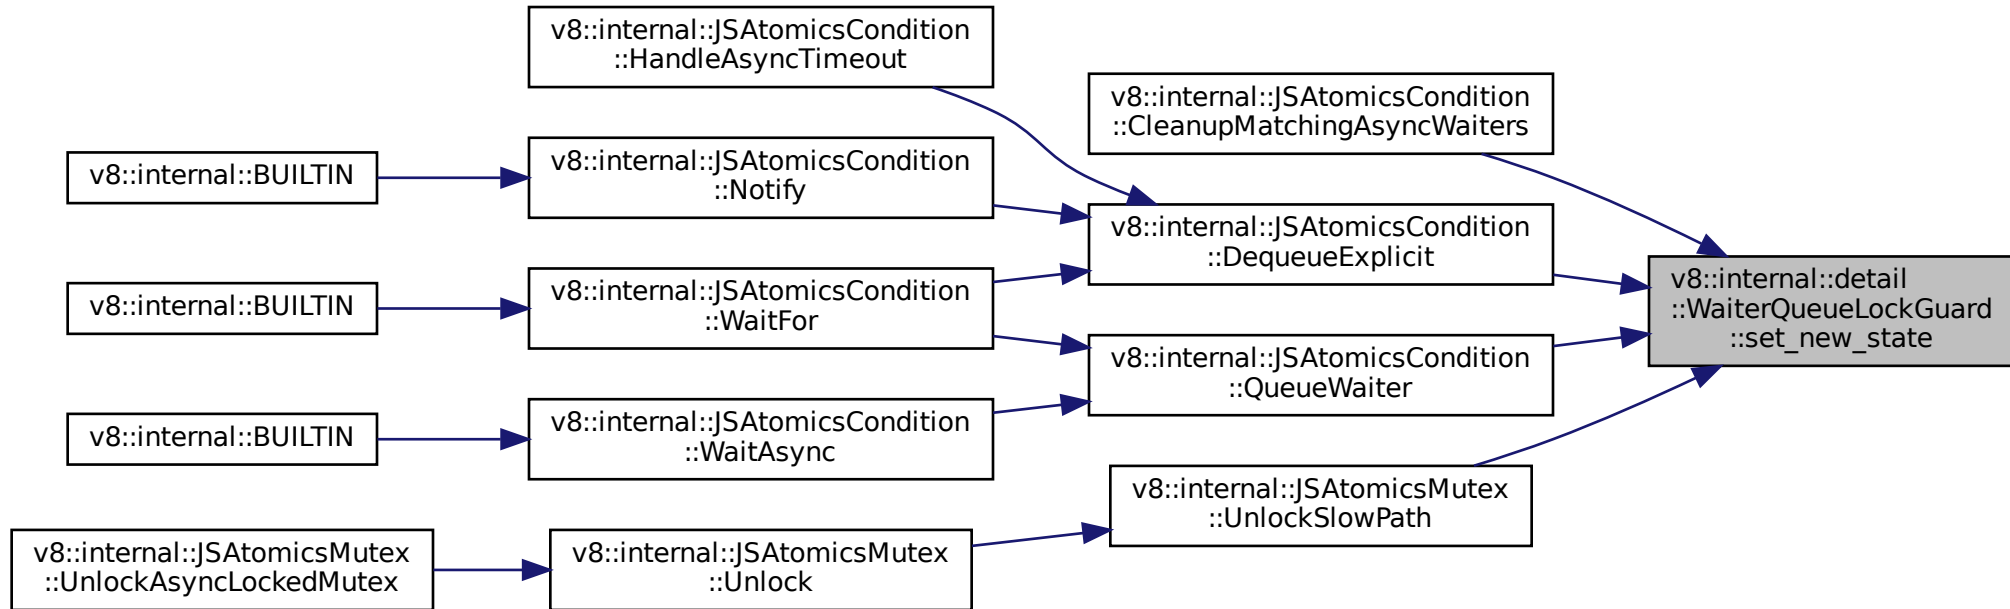 v8::internal::JSAtomicsCondition
::HandleAsyncTimeout
v8::internal::JSAtomicsCondition
::CleanupMatchingAsyncWaiters
v8::internal::BUILTIN
v8::internal::JSAtomicsCondition
::Notify
v8::internal::JSAtomicsCondition
::DequeueExplicit
v8::internal::detail
::WaiterQueueLockGuard
::set_new_state
v8::internal::BUILTIN
v8::internal::JSAtomicsCondition
::WaitFor
v8::internal::JSAtomicsCondition
::QueueWaiter
v8::internal::BUILTIN
v8::internal::JSAtomicsCondition
::WaitAsync
v8::internal::JSAtomicsMutex
::UnlockSlowPath
v8::internal::JSAtomicsMutex
::UnlockAsyncLockedMutex
v8::internal::JSAtomicsMutex
::Unlock